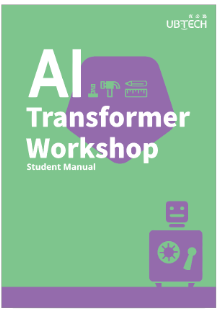 UBTECH
AI
Transformer
Workshop
Student Manual